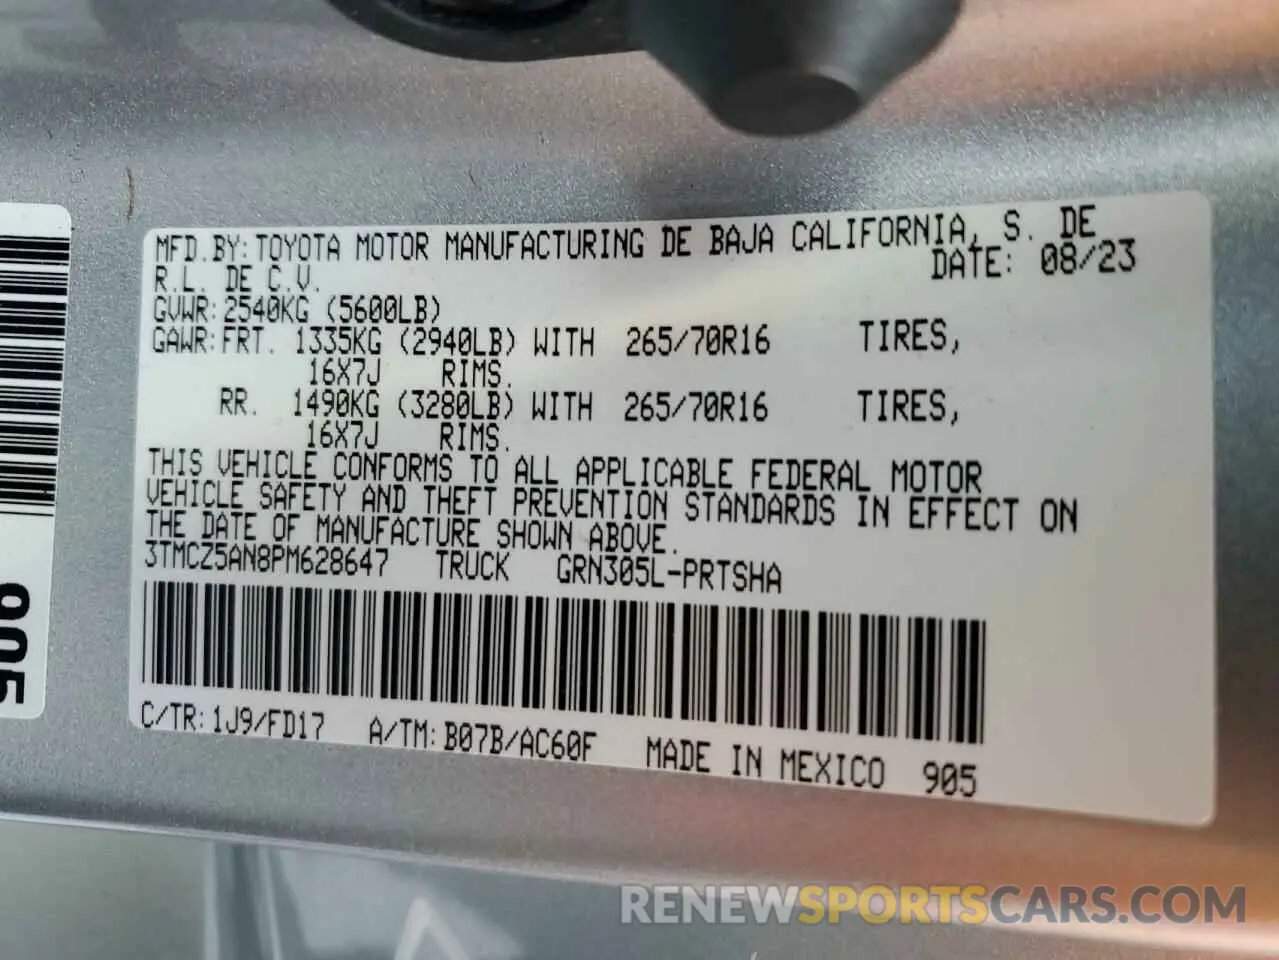 MFD.BY:TOYOTA MOTOR MANUFACTURING DE BAJA CALIFORNIA, S. DE
R.L. DE C.V. DATE: 08/23
GVWR:2540KG (5600LB)
GAWR:FRT. 1335KG (2940LB) WITH 265/70R16 TIRES,
16X7J RIMS.
RR. 1490KG (3280LB) WITH 265/70R16 TIRES,
16X7J RIMS.
THIS VEHICLE CONFORMS TO ALL APPLICABLE FEDERAL MOTOR
VEHICLE SAFETY AND THEFT PREVENTION STANDARDS IN EFFECT ON
THE DATE OF MANUFACTURE SHOWN ABOVE.
3TMCZ5AN8PM628647 TRUCK GRN305L-PRTSHA
C/TR:1J9/FD17 A/TM:B07B/AC60F MADE IN MEXICO 905
905
RENEWSPORTSCARS.COM